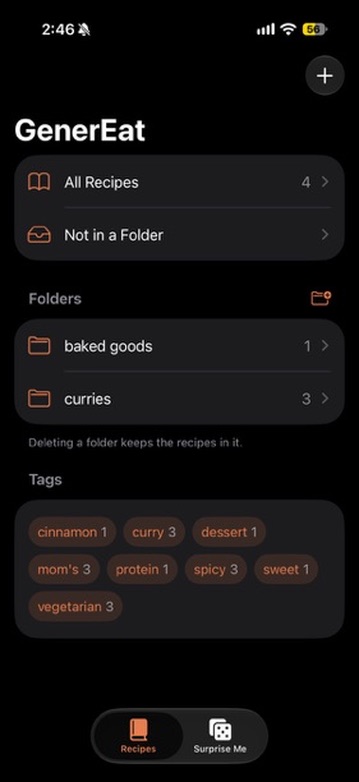 2:46
56
GenerEat
All Recipes 4
Not in a Folder
Folders
baked goods 1
curries 3
Deleting a folder keeps the recipes in it.
Tags
cinnamon 1 curry 3 dessert 1
mom's 3 protein 1 spicy 3 sweet 1
vegetarian 3
Recipes Surprise Me